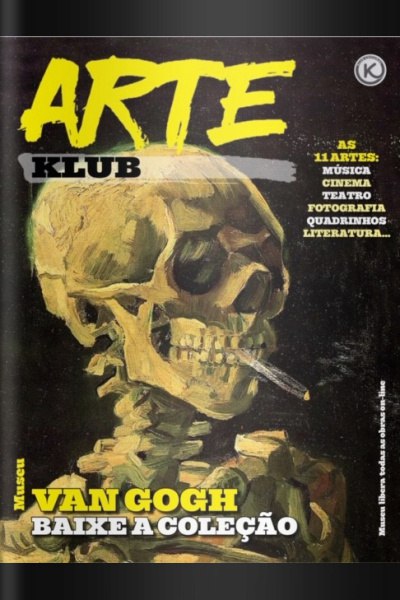 ARTE
KLUB
K
AS
11 ARTES:
MÚSICA
CINEMA
TEATRO
FOTOGRAFIA
QUADRINHOS
LITERATURA...
Museu libera todas as obras on-line
Museu
VAN GOGH
BAIXE A COLEÇÃO